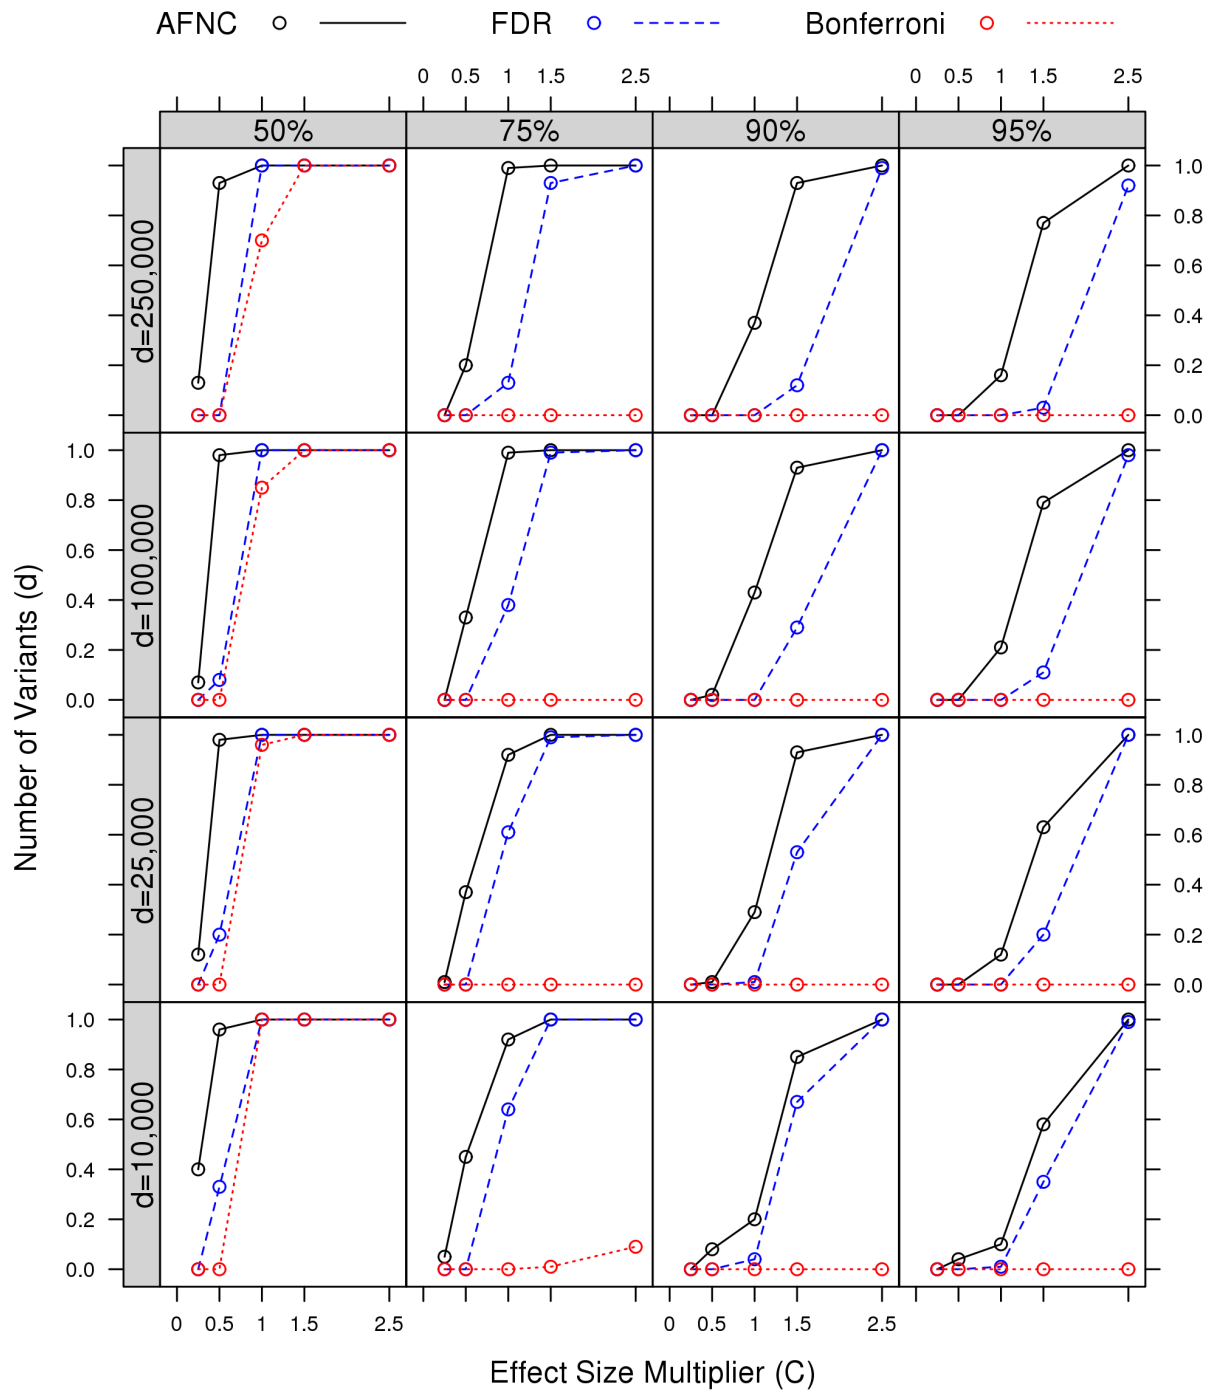 AFNC FDR Bonferroni
0 0.5 1 1.5 2.5 0 0.5 1 1.5 2.5
50% 75% 90% 95%
d=250,000
1.0
0.8
0.6
0.4
0.2
0.0
d=100,000
1.0
0.8
0.6
0.4
0.2
0.0
d=25,000
1.0
0.8
0.6
0.4
0.2
0.0
d=10,000
1.0
0.8
0.6
0.4
0.2
0.0
Number of Variants (d)
0 0.5 1 1.5 2.5 0 0.5 1 1.5 2.5
Effect Size Multiplier (C)